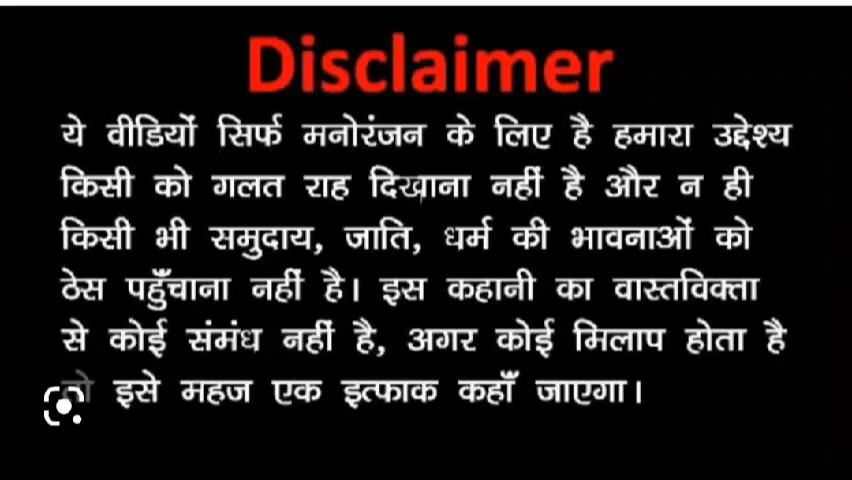 Disclaimer
ये वीडियों सिर्फ मनोरंजन के लिए है हमारा उद्देश्य
किसी को गलत राह दिखाना नहीं है और न ही
किसी भी समुदाय, जाति, धर्म की भावनाओं को
ठेस पहुँचाना नहीं है। इस कहानी का वास्तविक्ता
से कोई संमंध नहीं है, अगर कोई मिलाप होता है
इसे महज एक इत्फाक कहाँ जाएगा।